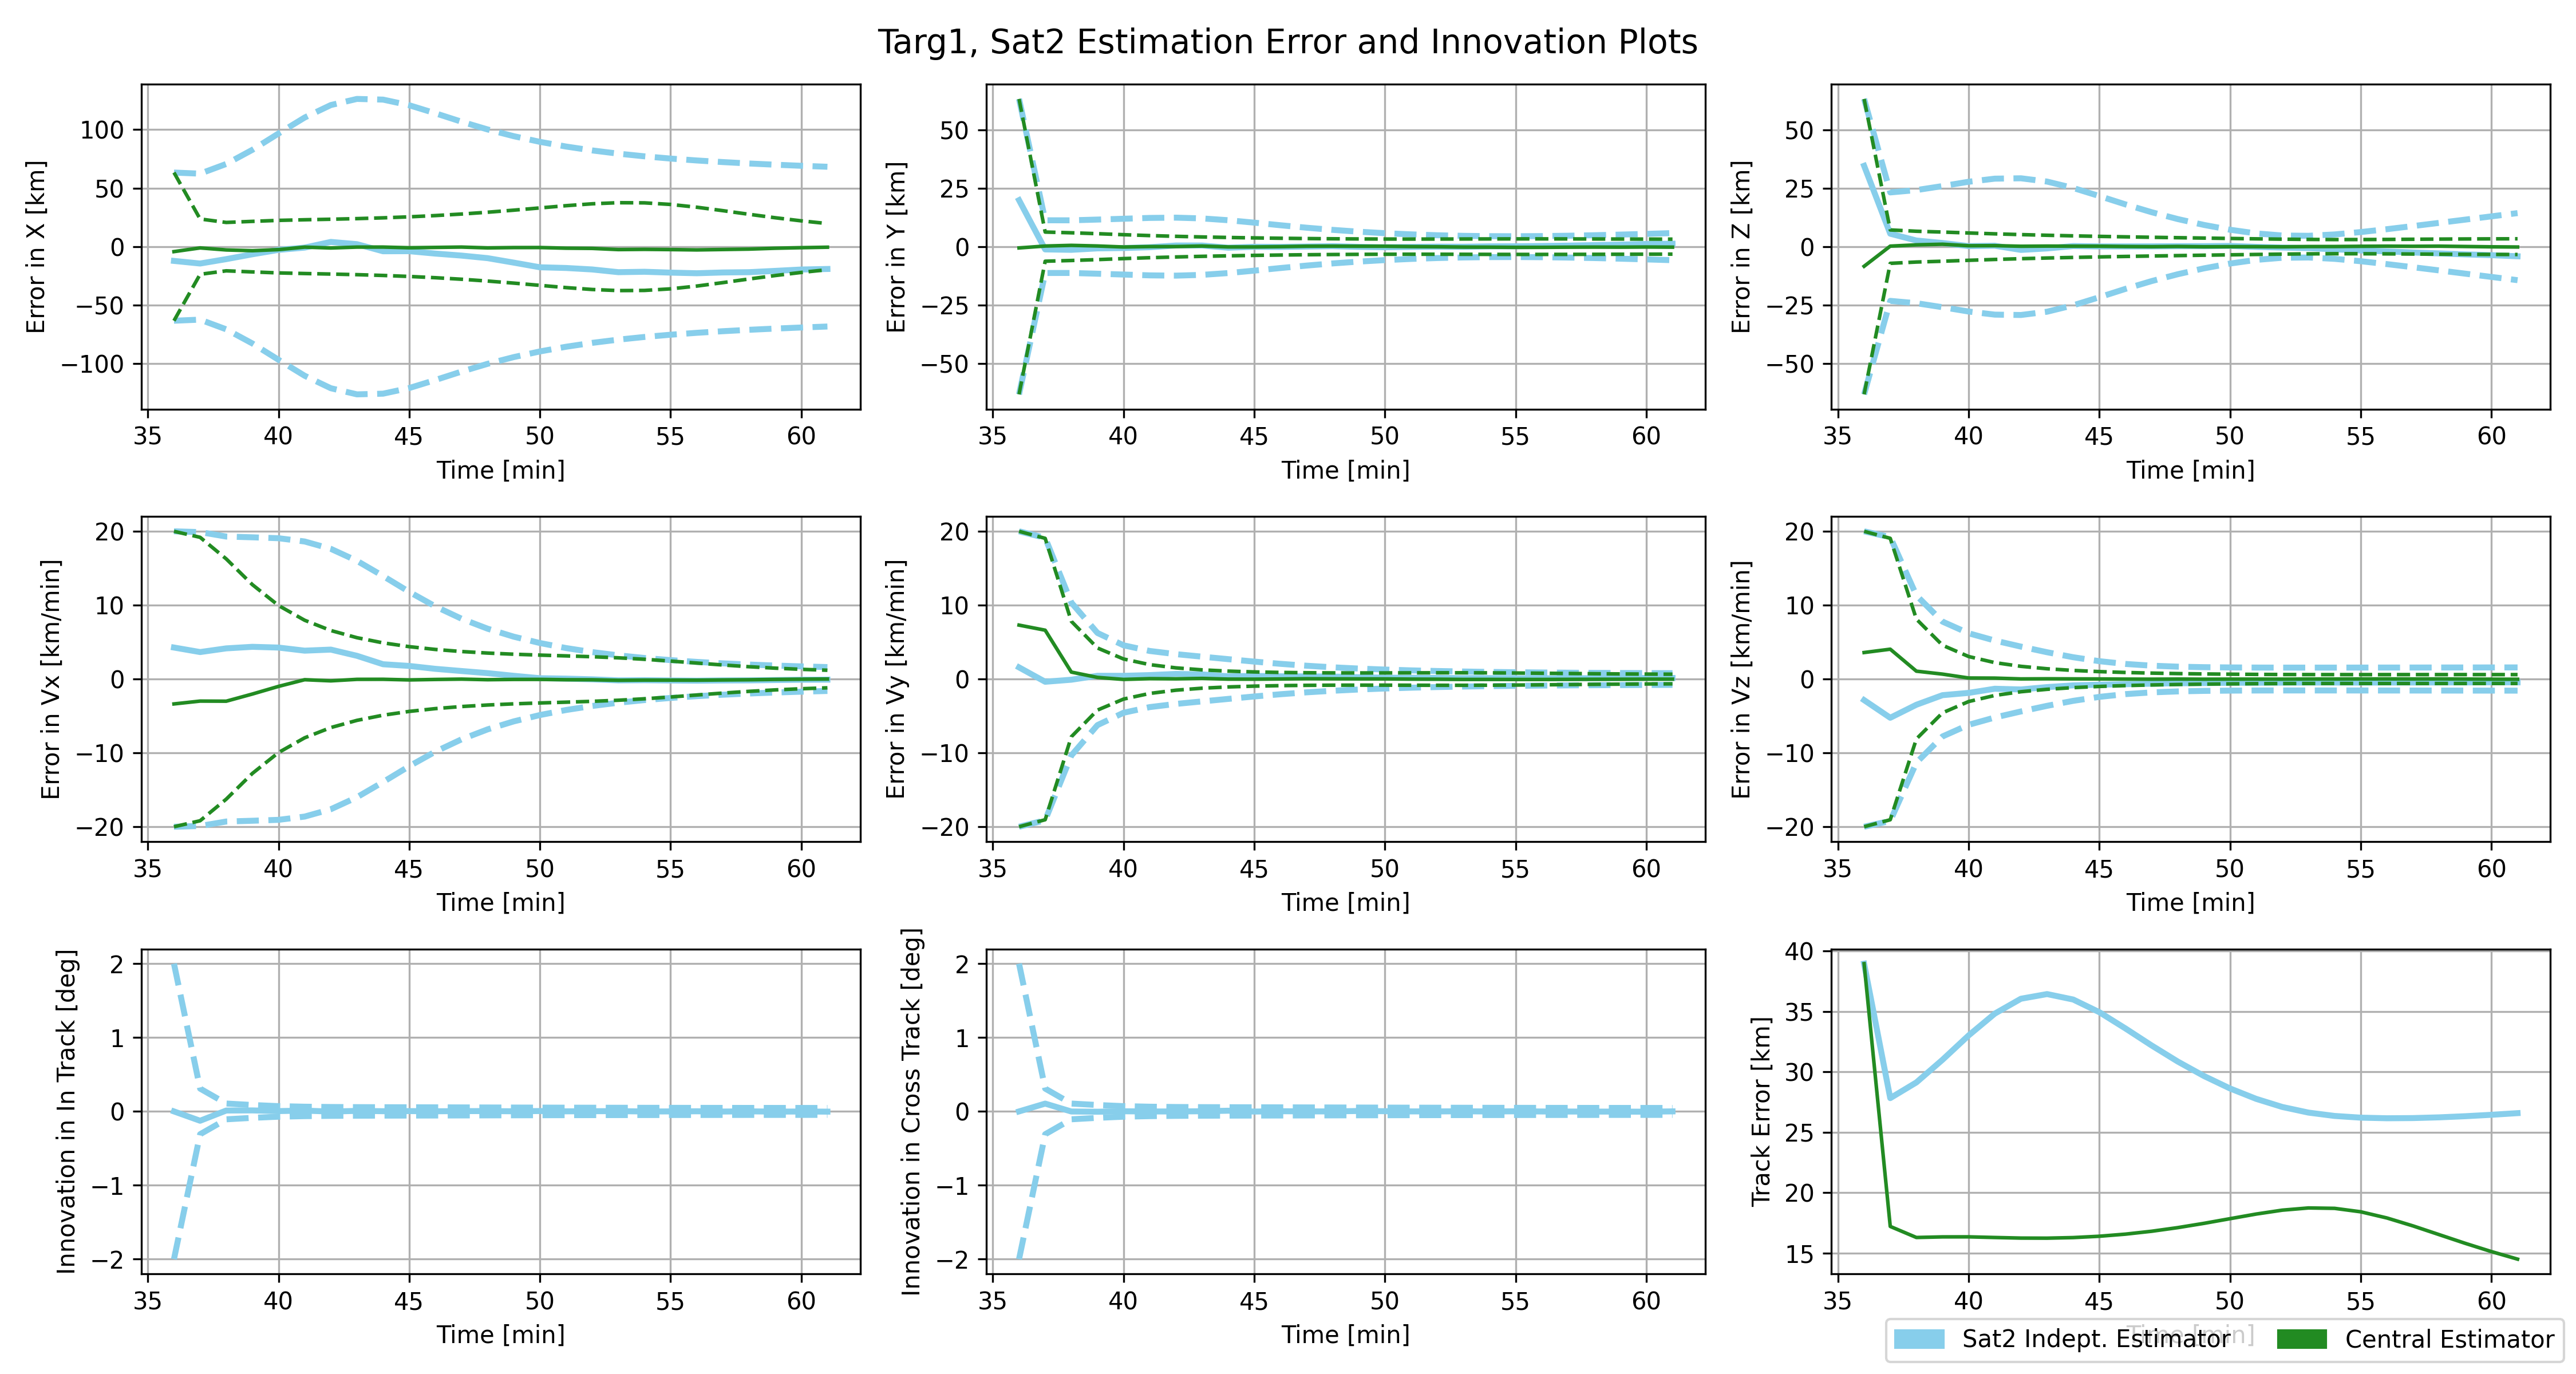 Targ1, Sat2 Estimation Error and Innovation Plots
Error in X [km]
100
50
0
−50
−100
35 40 45 50 55 60
Time [min]
Error in Y [km]
50
25
0
−25
−50
35 40 45 50 55 60
Time [min]
Error in Z [km]
50
25
0
−25
−50
35 40 45 50 55 60
Time [min]
Error in Vx [km/min]
20
10
0
−10
−20
35 40 45 50 55 60
Time [min]
Error in Vy [km/min]
20
10
0
−10
−20
35 40 45 50 55 60
Time [min]
Error in Vz [km/min]
20
10
0
−10
−20
35 40 45 50 55 60
Time [min]
Innovation in In Track [deg]
2
1
0
−1
−2
35 40 45 50 55 60
Time [min]
Innovation in Cross Track [deg]
2
1
0
−1
−2
35 40 45 50 55 60
Time [min]
Track Error [km]
40
35
30
25
20
15
35 40 45 50 55 60
Time [min]
Sat2 Indept. Estimator
Central Estimator